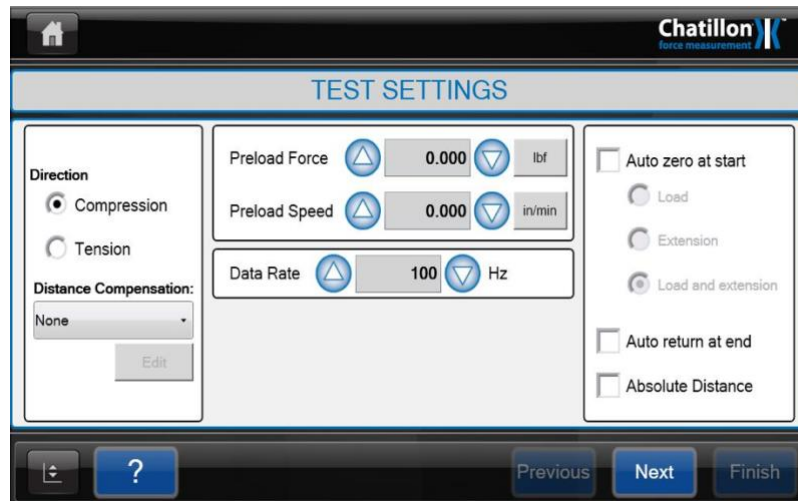 Chatillon
force measurement
TEST SETTINGS
Direction
Compression
Tension
Distance Compensation:
None
Edit
Preload Force 0.000 lbf
Preload Speed 0.000 in/min
Data Rate 100 Hz
Auto zero at start
Load
Extension
Load and extension
Auto return at end
Absolute Distance
?
Previous Next Finish